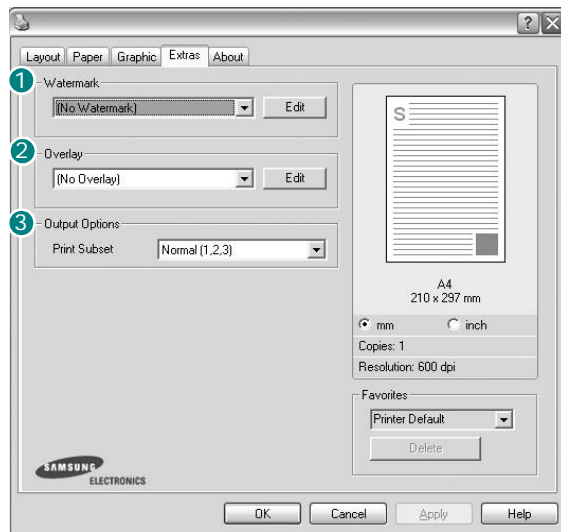 Layout Paper Graphic Extras About
1 Watermark
(No Watermark) Edit
2 Overlay
(No Overlay) Edit
3 Output Options
Print Subset Normal (1,2,3)
S
A4
210 x 297 mm
mm inch
Copies: 1
Resolution: 600 dpi
Favorites
Printer Default
Delete
SAMSUNG
ELECTRONICS
OK Cancel Apply Help